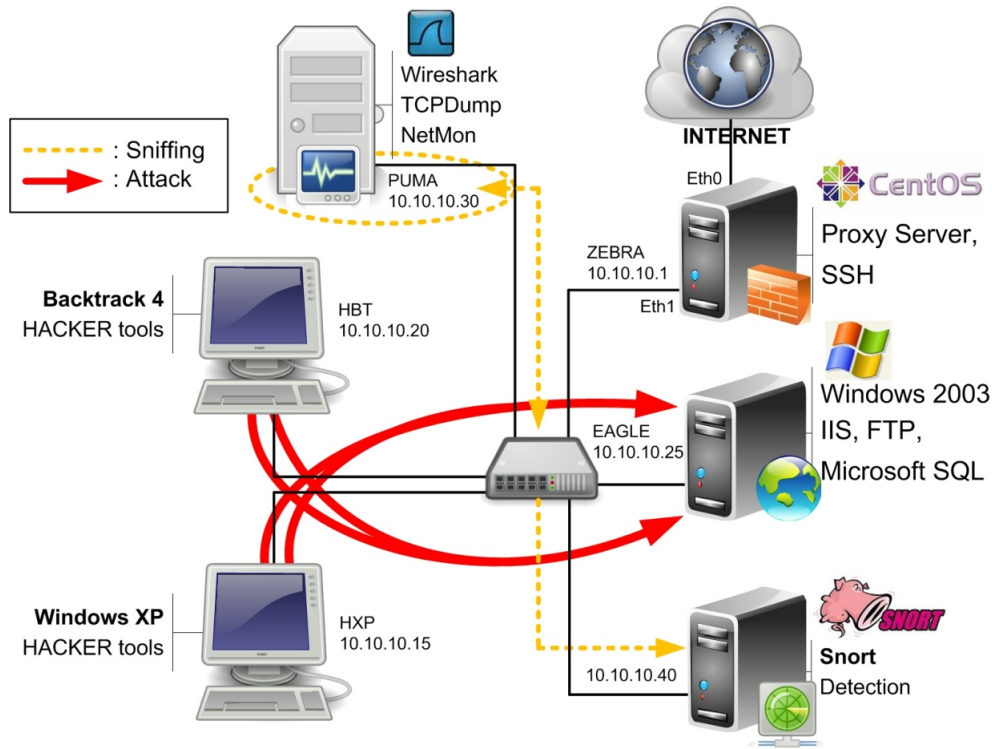 Wireshark
TCPDump
NetMon
INTERNET
: Sniffing
: Attack
PUMA
10.10.10.30
Eth0
CentOS
Proxy Server,
SSH
ZEBRA
10.10.10.1
Eth1
Backtrack 4
HACKER tools
HBT
10.10.10.20
Windows 2003
IIS, FTP,
Microsoft SQL
EAGLE
10.10.10.25
Windows XP
HACKER tools
HXP
10.10.10.15
SNORT
10.10.10.40
Snort
Detection